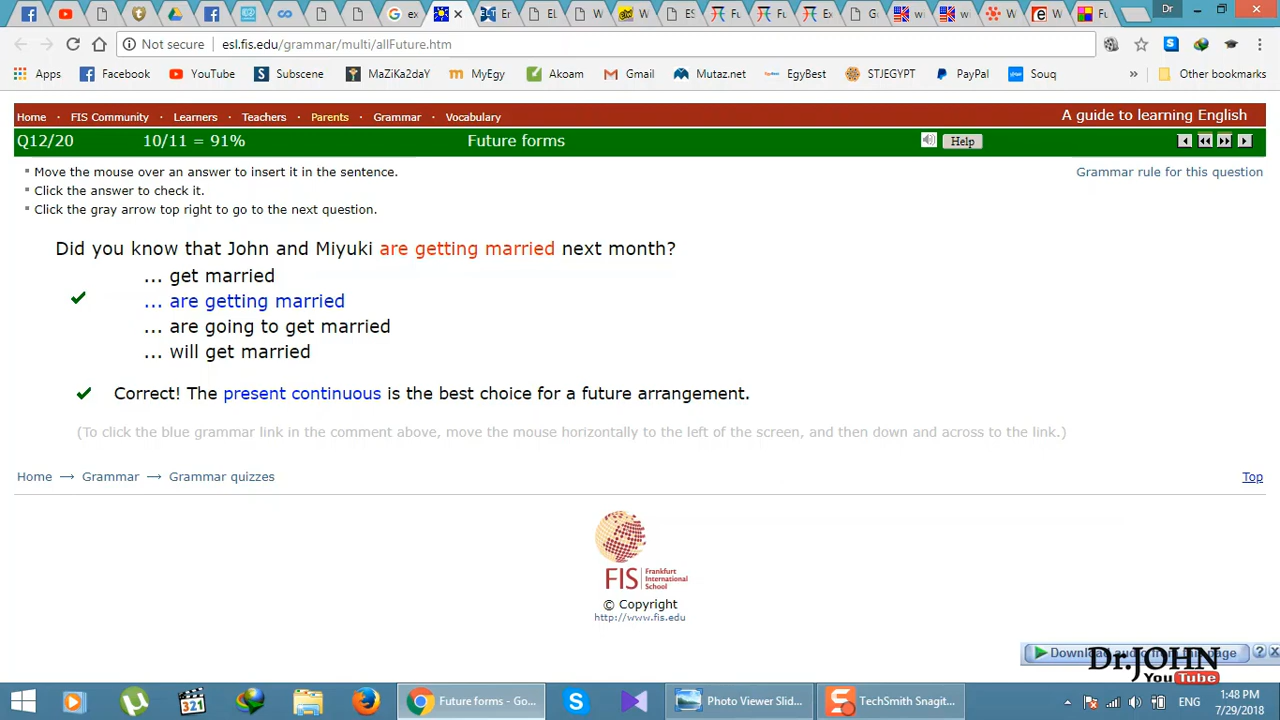 Dr
Not secure esl.fis.edu/grammar/multi/allFuture.htm
Apps Facebook YouTube Subscene MaZiKa2daY MyEgy Akoam Gmail Mutaz.net EgyBest STJEGYPT PayPal Souq » Other bookmarks
Home · FIS Community · Learners · Teachers · Parents · Grammar · Vocabulary A guide to learning English
Q12/20 10/11 = 91% Future forms Help
Move the mouse over an answer to insert it in the sentence. Grammar rule for this question
Click the answer to check it.
Click the gray arrow top right to go to the next question.
Did you know that John and Miyuki are getting married next month?
... get married
... are getting married
... are going to get married
... will get married
Correct! The present continuous is the best choice for a future arrangement.
(To click the blue grammar link in the comment above, move the mouse horizontally to the left of the screen, and then down and across to the link.)
Home → Grammar → Grammar quizzes Top
FIS Frankfurt International School
© Copyright
http://www.fis.edu
Download audio from this page
Dr.JOHN
YouTube
321 Future forms - Go... Photo Viewer Slid... TechSmith Snagit... ENG 1:48 PM
7/29/2018